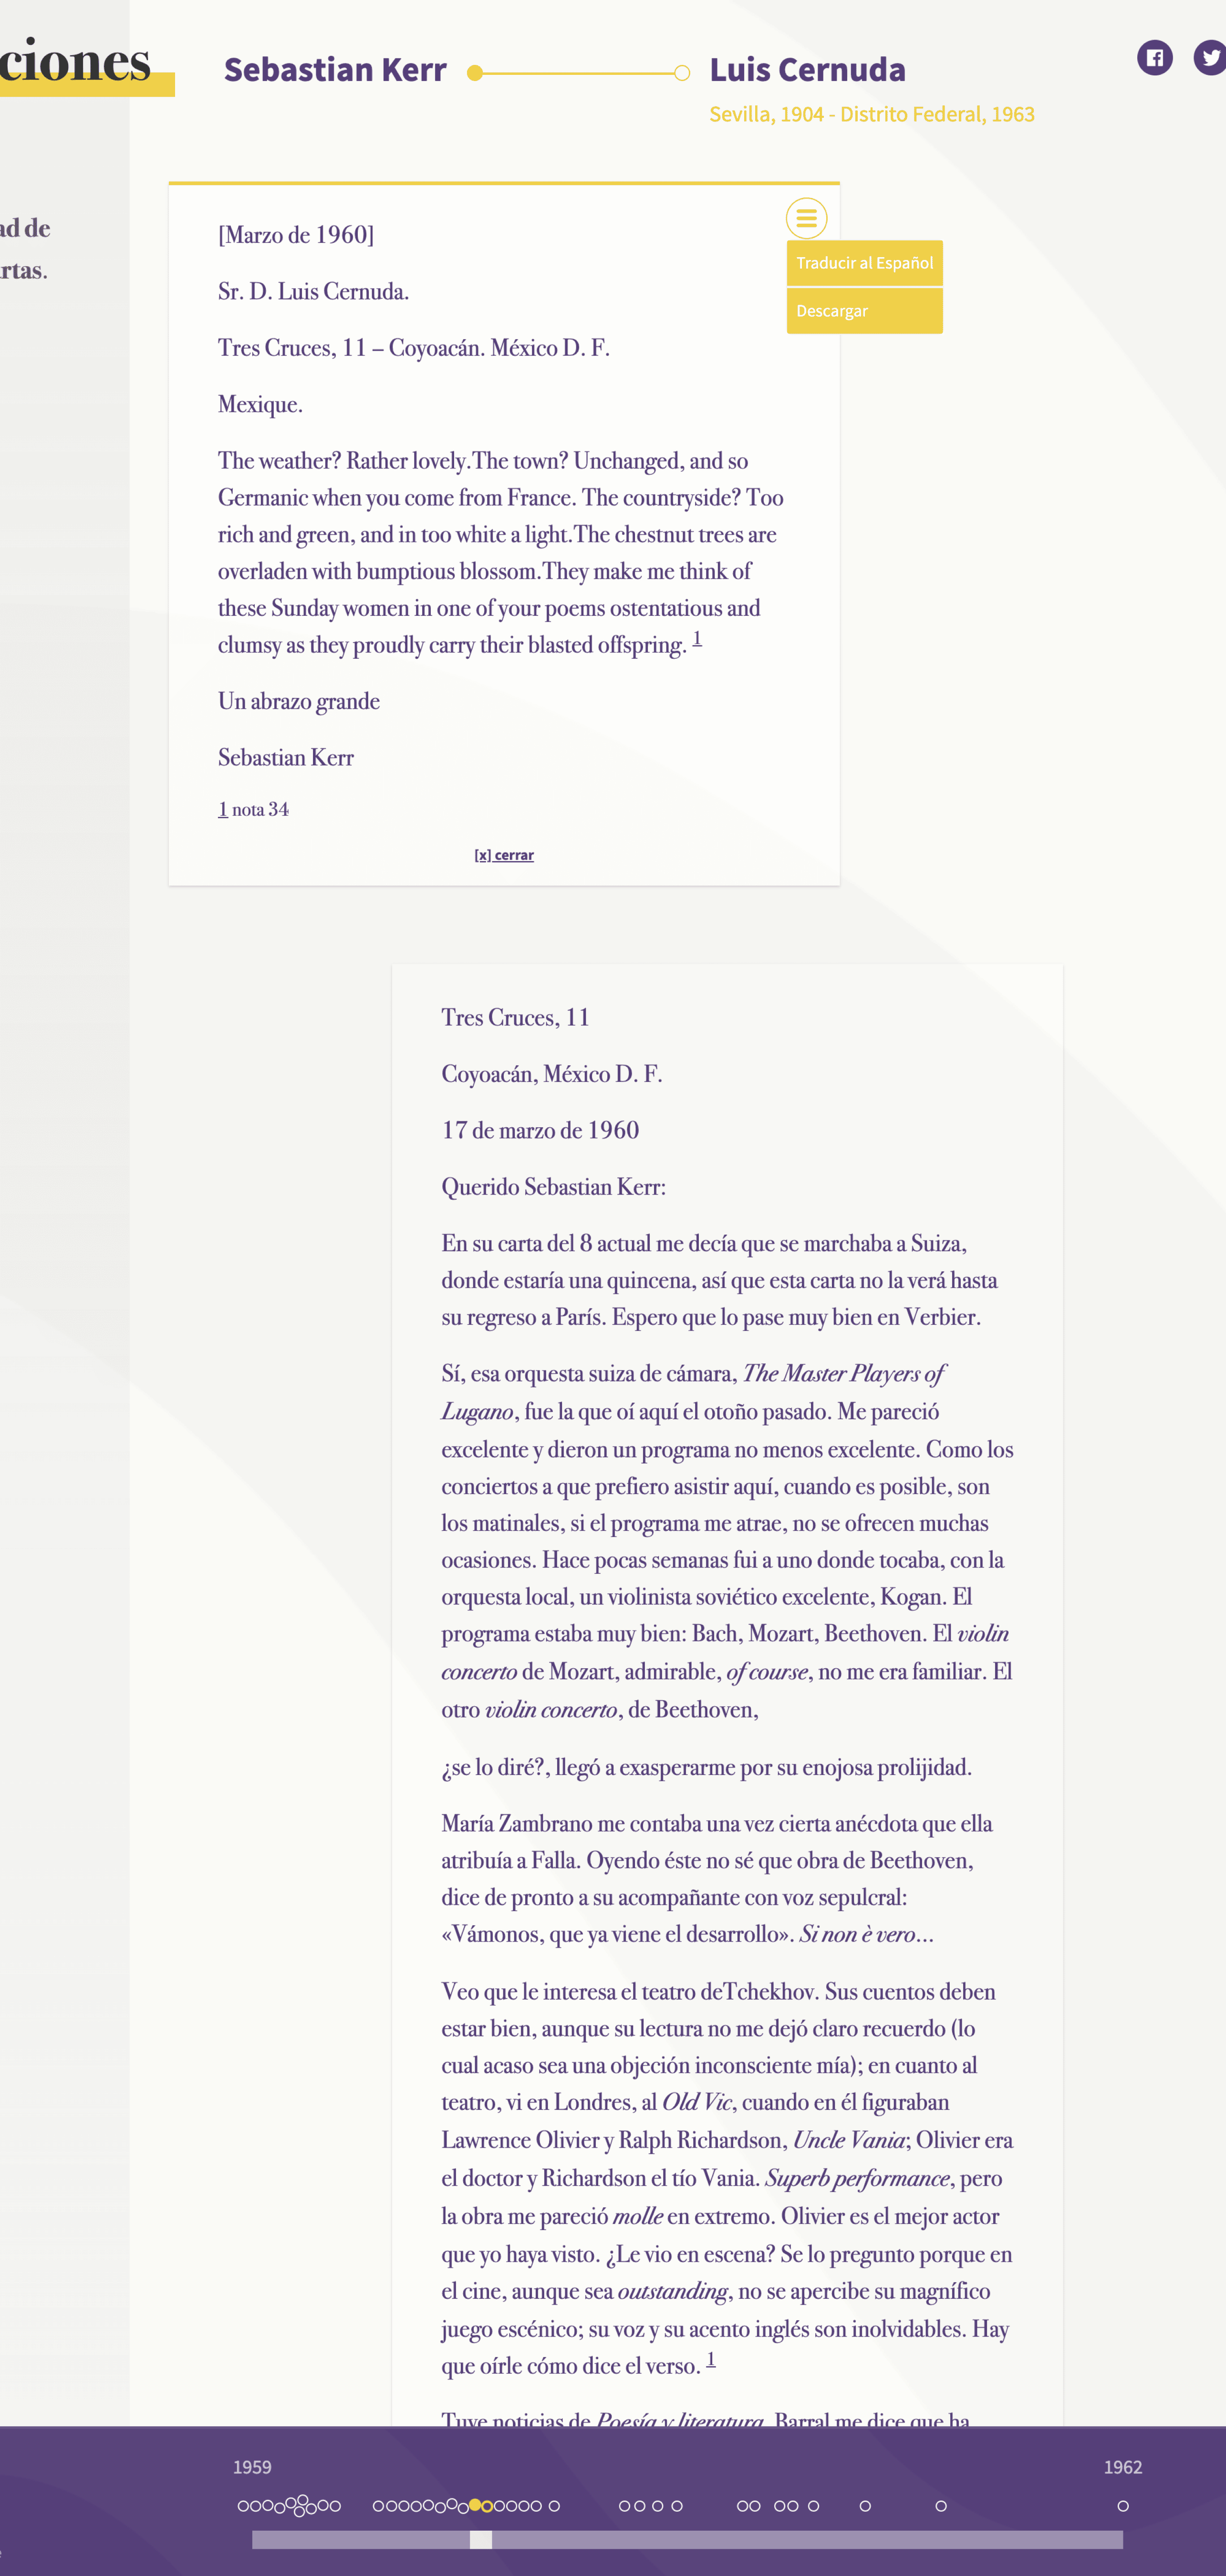 ciones
Sebastian Kerr
Luis Cernuda
Sevilla, 1904 - Distrito Federal, 1963
ad de
rtas.
[Marzo de 1960]
Traducir al Español
Descargar
Sr. D. Luis Cernuda.
Tres Cruces, 11 – Coyoacán. México D. F.
Mexique.
The weather? Rather lovely.The town? Unchanged, and so
Germanic when you come from France. The countryside? Too
rich and green, and in too white a light.The chestnut trees are
overladen with bumptious blossom.They make me think of
these Sunday women in one of your poems ostentatious and
clumsy as they proudly carry their blasted offspring. 1
Un abrazo grande
Sebastian Kerr
1 nota 34
[x] cerrar
Tres Cruces, 11
Coyoacán, México D. F.
17 de marzo de 1960
Querido Sebastian Kerr:
En su carta del 8 actual me decía que se marchaba a Suiza,
donde estaría una quincena, así que esta carta no la verá hasta
su regreso a París. Espero que lo pase muy bien en Verbier.
Sí, esa orquesta suiza de cámara, The Master Players of
Lugano, fue la que oí aquí el otoño pasado. Me pareció
excelente y dieron un programa no menos excelente. Como los
conciertos a que prefiero asistir aquí, cuando es posible, son
los matinales, si el programa me atrae, no se ofrecen muchas
ocasiones. Hace pocas semanas fui a uno donde tocaba, con la
orquesta local, un violinista soviético excelente, Kogan. El
programa estaba muy bien: Bach, Mozart, Beethoven. El violin
concerto de Mozart, admirable, of course, no me era familiar. El
otro violin concerto, de Beethoven,
¿se lo diré?, llegó a exasperarme por su enojosa prolijidad.
María Zambrano me contaba una vez cierta anécdota que ella
atribuía a Falla. Oyendo éste no sé que obra de Beethoven,
dice de pronto a su acompañante con voz sepulcral:
«Vámonos, que ya viene el desarrollo». Si non è vero…
Veo que le interesa el teatro deTchekhov. Sus cuentos deben
estar bien, aunque su lectura no me dejó claro recuerdo (lo
cual acaso sea una objeción inconsciente mía); en cuanto al
teatro, vi en Londres, al Old Vic, cuando en él figuraban
Lawrence Olivier y Ralph Richardson, Uncle Vania; Olivier era
el doctor y Richardson el tío Vania. Superb performance, pero
la obra me pareció molle en extremo. Olivier es el mejor actor
que yo haya visto. ¿Le vio en escena? Se lo pregunto porque en
el cine, aunque sea outstanding, no se apercibe su magnífico
juego escénico; su voz y su acento inglés son inolvidables. Hay
que oírle cómo dice el verso. 1
Tuve noticias de Poesía y literatura. Barral me dice que ha
1959
1962